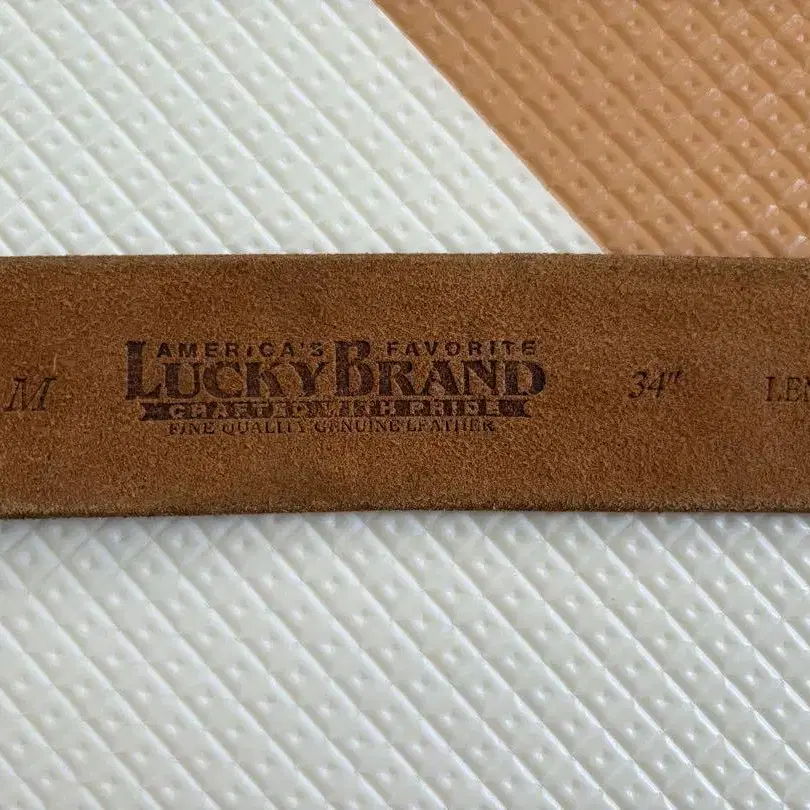 AMERICA'S FAVORITE
LUCKY BRAND
CRAFTED WITH PRIDE
FINE QUALITY GENUINE LEATHER
M
34"